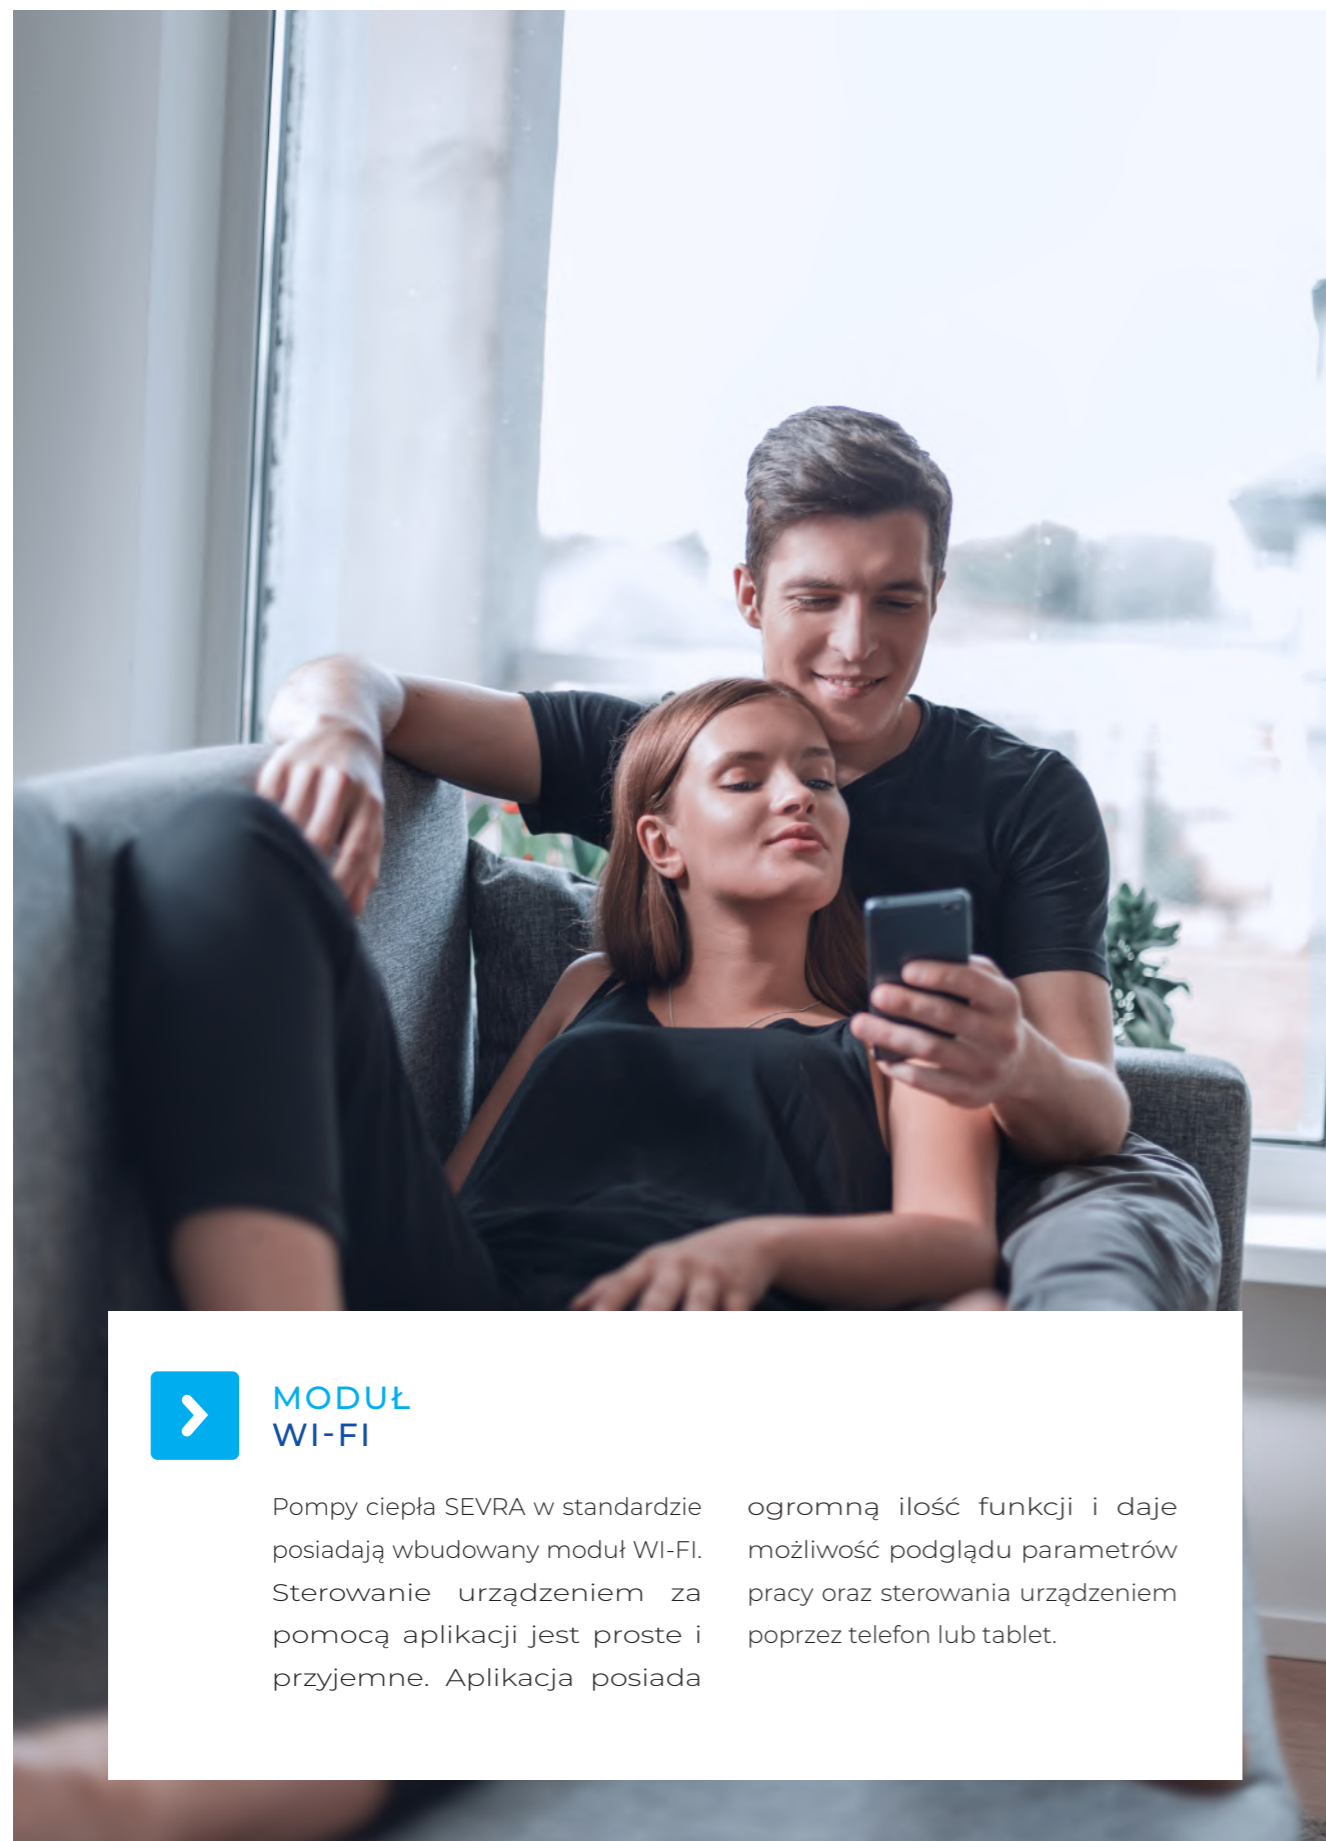 MODUŁ
WI-FI
Pompy ciepła SEVRA w standardzie
posiadają wbudowany moduł WI-FI.
Sterowanie urządzeniem za
pomocą aplikacji jest proste i
przyjemne. Aplikacja posiada
ogromną ilość funkcji i daje
możliwość podglądu parametrów
pracy oraz sterowania urządzeniem
poprzez telefon lub tablet.